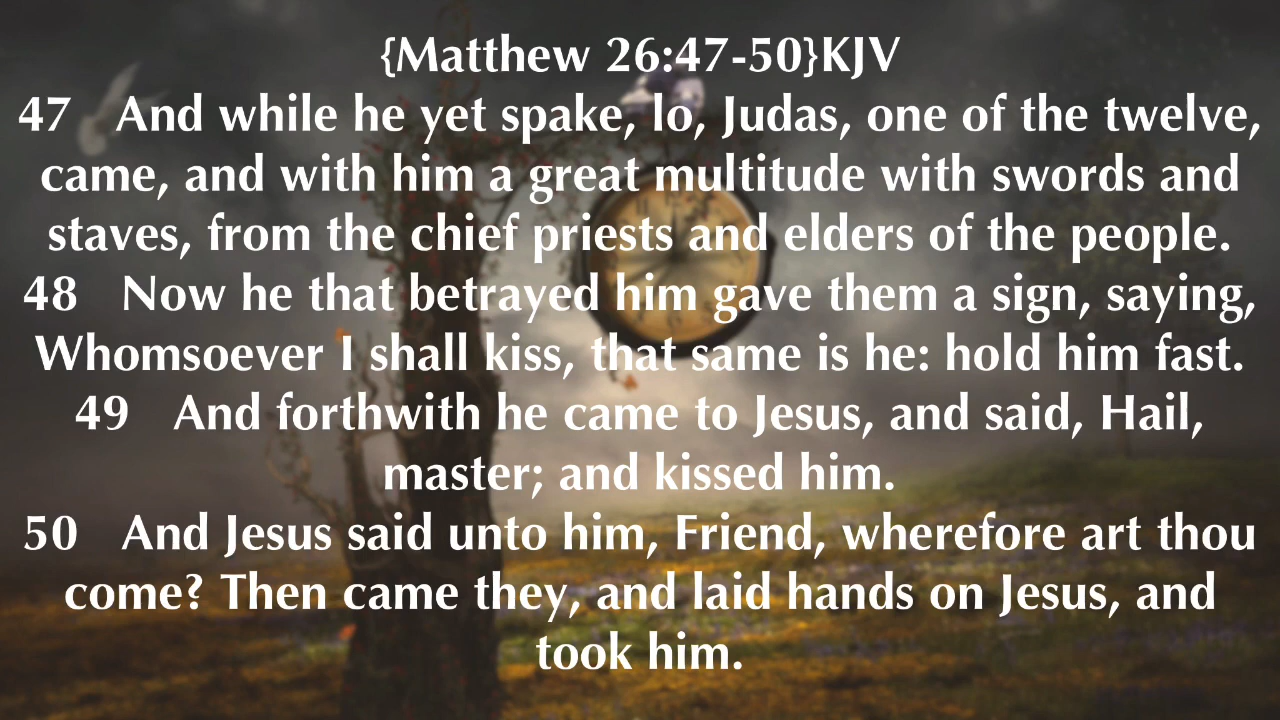 {Matthew 26:47-50}KJV
47 And while he yet spake, lo, Judas, one of the twelve,
came, and with him a great multitude with swords and
staves, from the chief priests and elders of the people.
48 Now he that betrayed him gave them a sign, saying,
Whomsoever I shall kiss, that same is he: hold him fast.
49 And forthwith he came to Jesus, and said, Hail,
master; and kissed him.
50 And Jesus said unto him, Friend, wherefore art thou
come? Then came they, and laid hands on Jesus, and
took him.